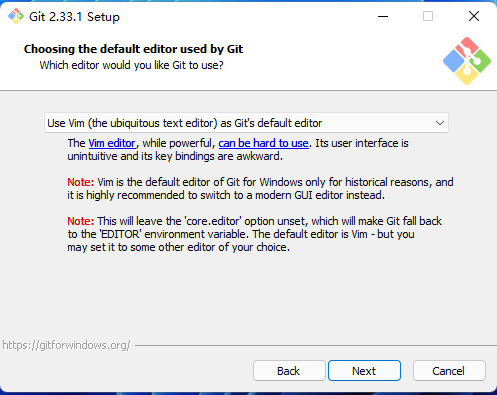 Git 2.33.1 Setup
Choosing the default editor used by Git
Which editor would you like Git to use?
Use Vim (the ubiquitous text editor) as Git's default editor
The Vim editor, while powerful, can be hard to use. Its user interface is
unintuitive and its key bindings are awkward.
Note: Vim is the default editor of Git for Windows only for historical reasons, and
it is highly recommended to switch to a modern GUI editor instead.
Note: This will leave the 'core.editor' option unset, which will make Git fall back
to the 'EDITOR' environment variable. The default editor is Vim - but you
may set it to some other editor of your choice.
https://gitforwindows.org/
Back
Next
Cancel